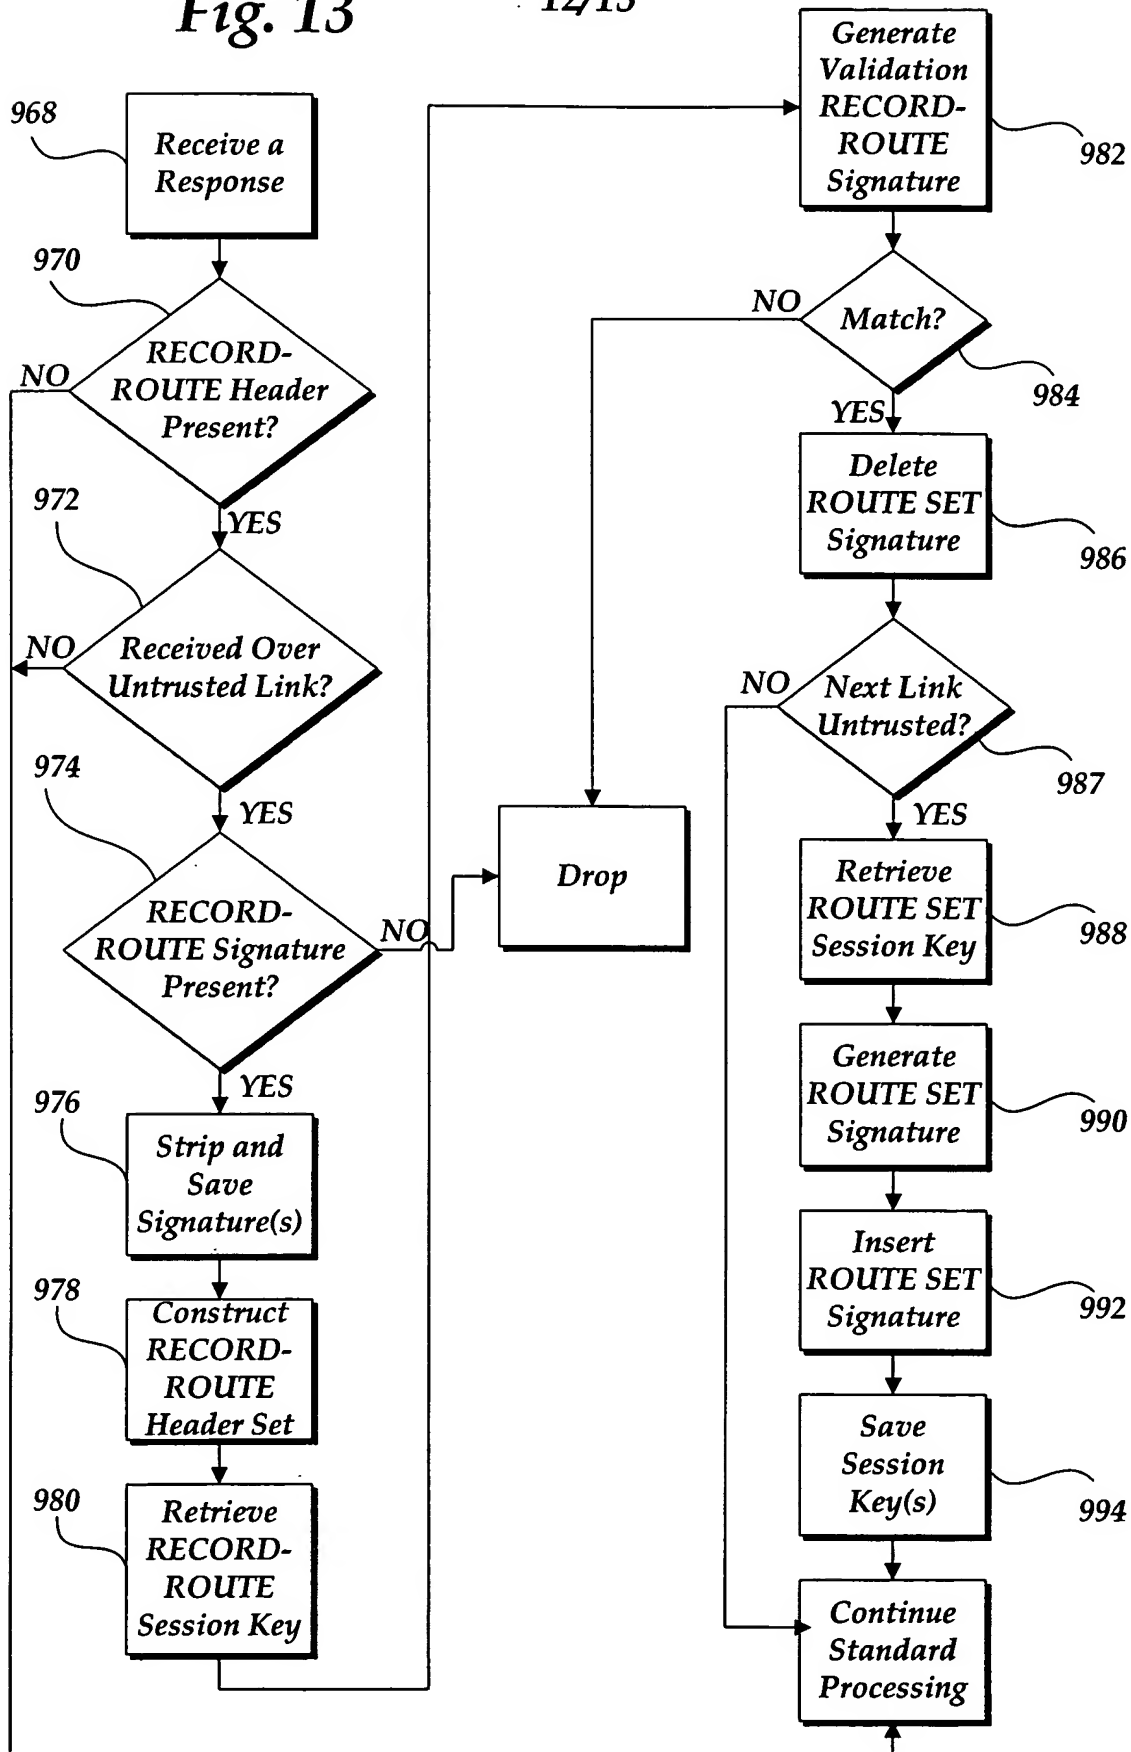 Fig. 13
12/13
968
Receive a
Response
970
RECORD-
ROUTE Header
Present?
NO
YES
972
Received Over
Untrusted Link?
NO
YES
974
RECORD-
ROUTE Signature
Present?
NO
YES
976
Strip and
Save
Signature(s)
978
Construct
RECORD-
ROUTE
Header Set
980
Retrieve
RECORD-
ROUTE
Session Key
Drop
Generate
Validation
RECORD-
ROUTE
Signature
982
Match?
NO
984
YES
Delete
ROUTE SET
Signature
986
Next Link
Untrusted?
NO
987
YES
Retrieve
ROUTE SET
Session Key
988
Generate
ROUTE SET
Signature
990
Insert
ROUTE SET
Signature
992
Save
Session
Key(s)
994
Continue
Standard
Processing